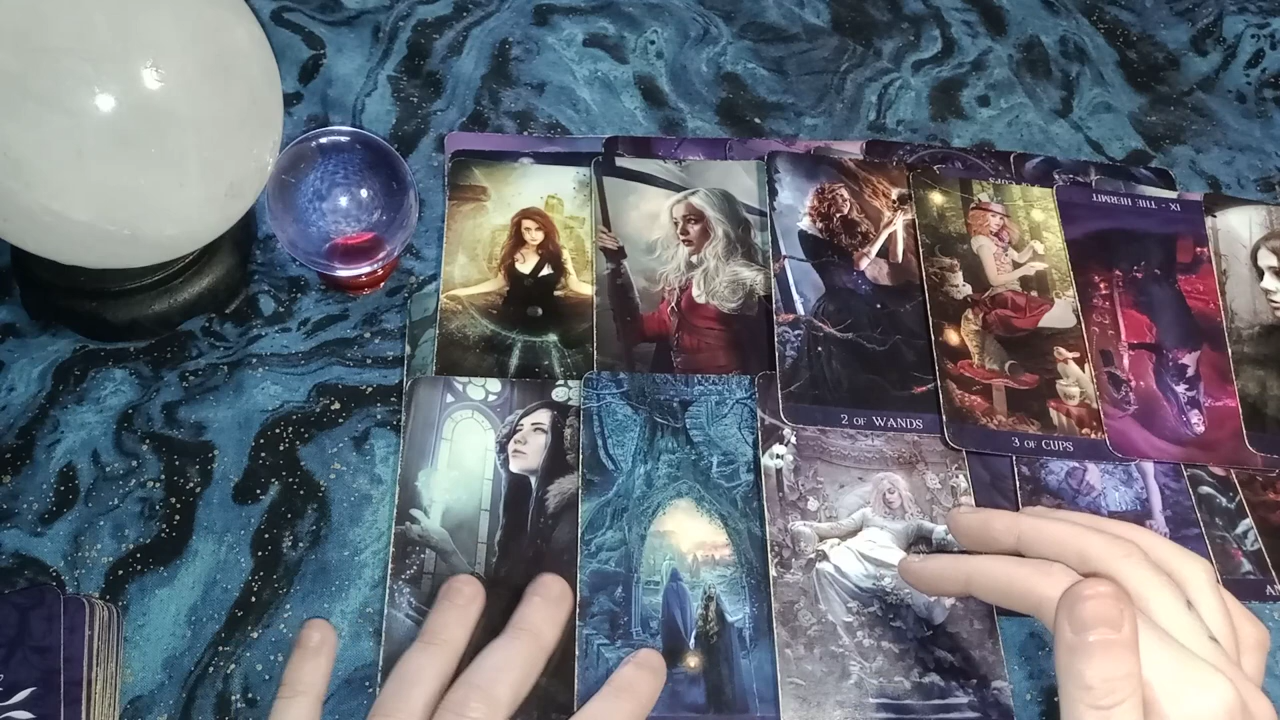 2 OF WANDS
3 OF CUPS
IX - THE HERMIT